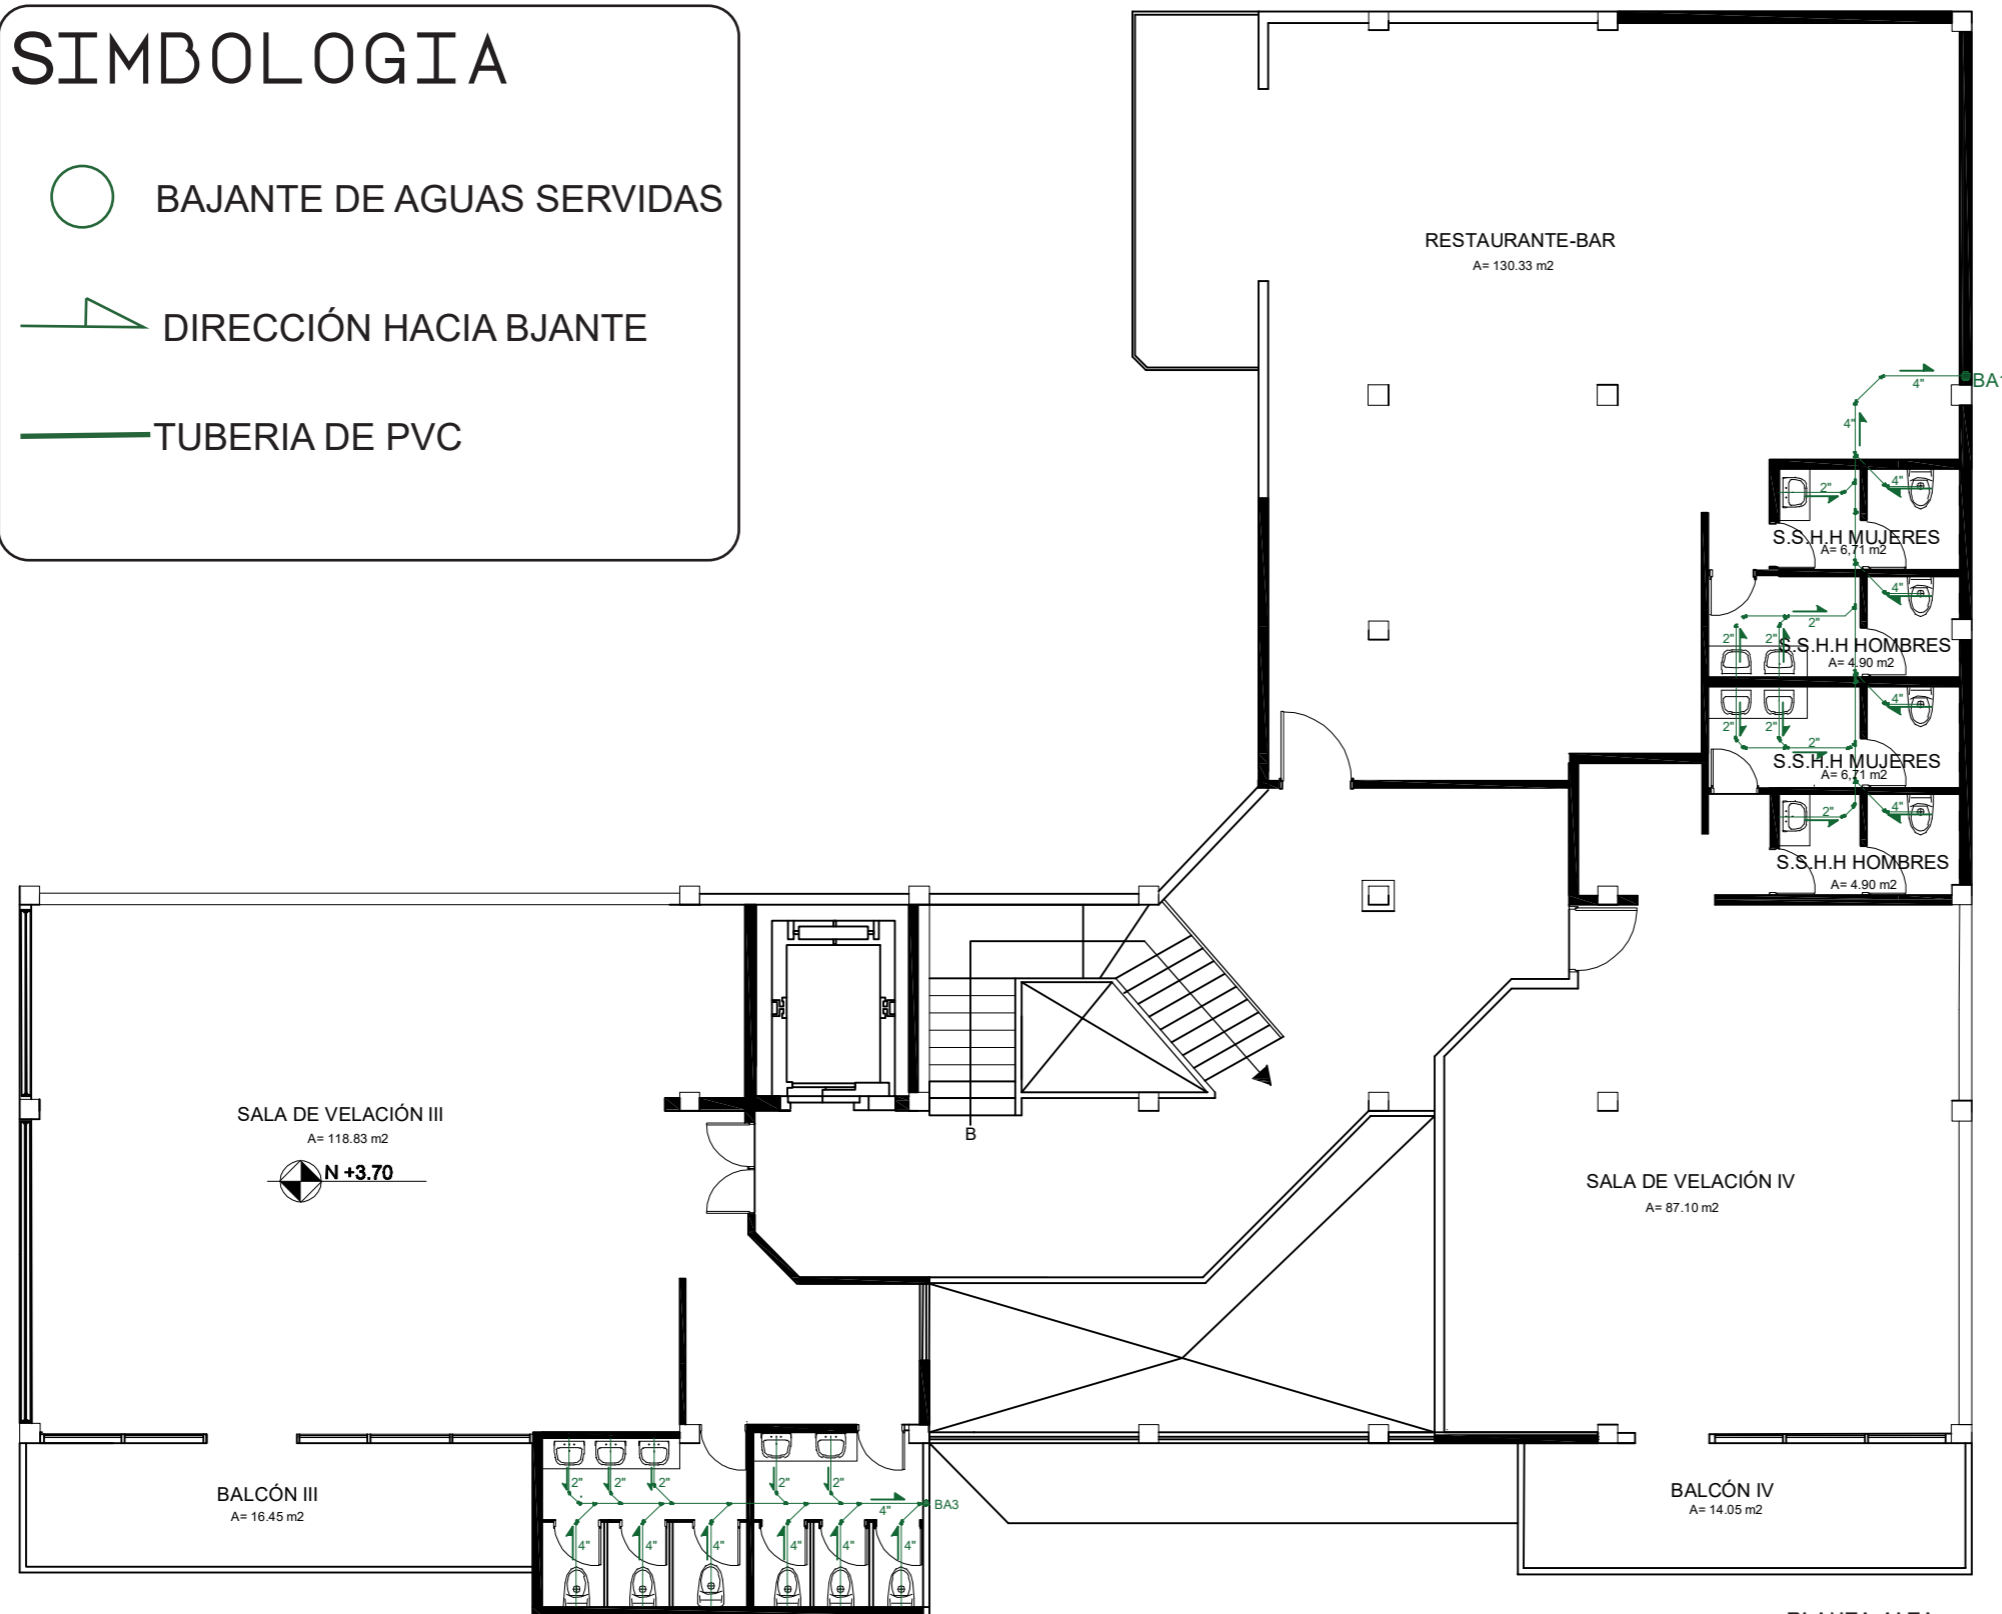 SIMBOLOGIA
BAJANTE DE AGUAS SERVIDAS
DIRECCIÓN HACIA BJANTE
TUBERIA DE PVC
RESTAURANTE-BAR
A= 130.33 m2
4"
BA1
4"
2"
4"
S.S.H.H MUJERES
A= 6,71 m2
4"
2"
2"
2"
S.S.H.H HOMBRES
A= 4.90 m2
4"
2"
2"
2"
S.S.H.H MUJERES
A= 6,71 m2
2"
4"
S.S.H.H HOMBRES
A= 4.90 m2
SALA DE VELACIÓN III
A= 118.83 m2
N +3.70
B
SALA DE VELACIÓN IV
A= 87.10 m2
BALCÓN III
A= 16.45 m2
2"
2"
2"
2"
2"
4"
BA3
4"
4"
4"
4"
4"
4"
BALCÓN IV
A= 14.05 m2